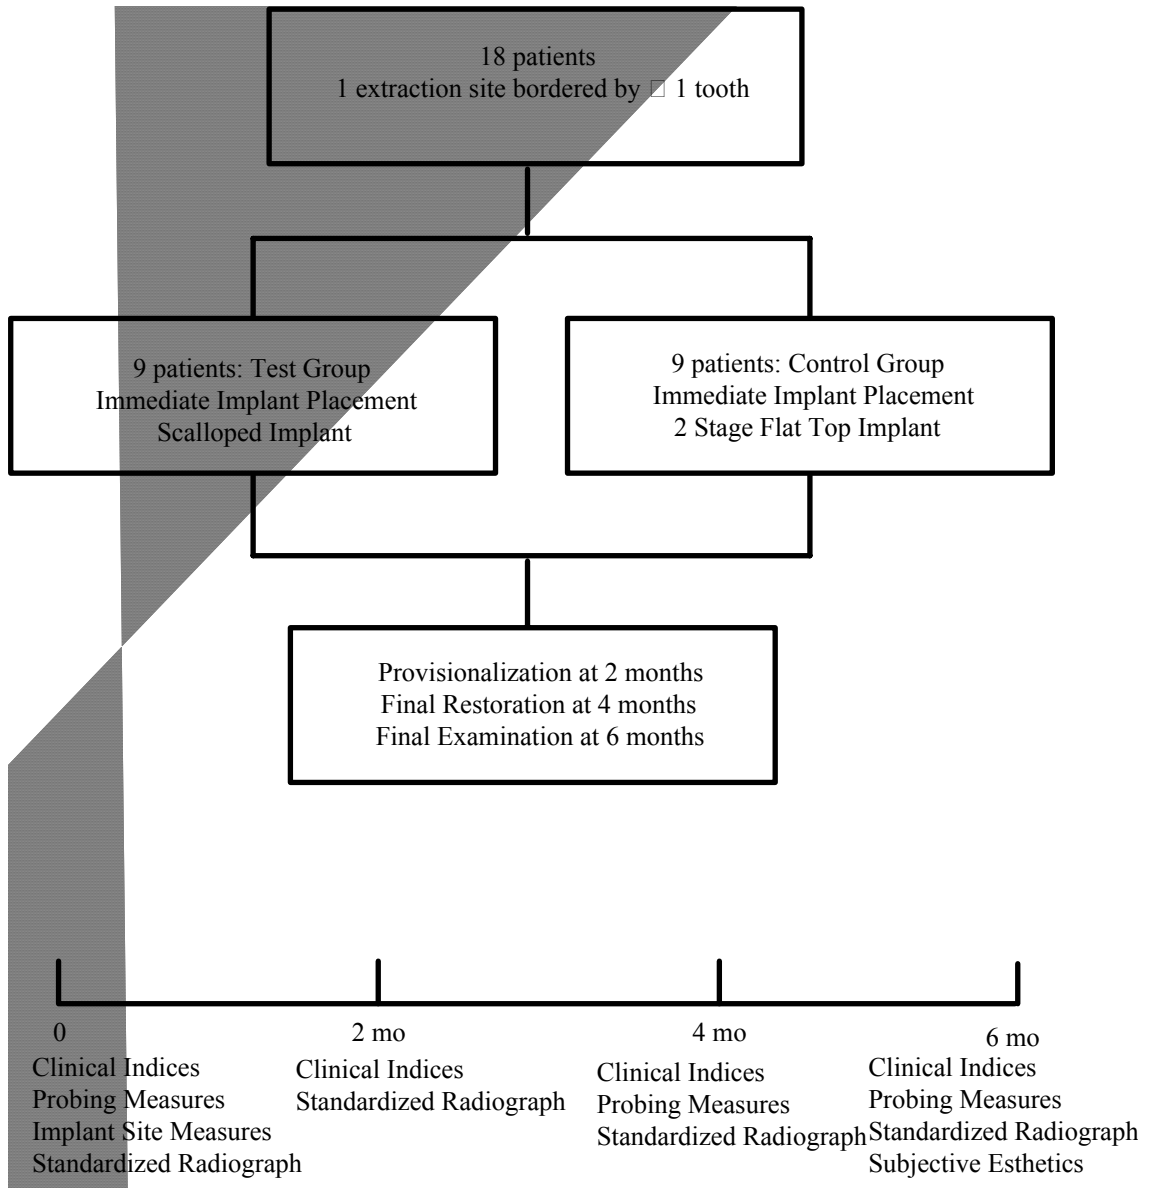 18 patients
1 extraction site bordered by □ 1 tooth
9 patients: Test Group
Immediate Implant Placement
Scalloped Implant
9 patients: Control Group
Immediate Implant Placement
2 Stage Flat Top Implant
Provisionalization at 2 months
Final Restoration at 4 months
Final Examination at 6 months
0
Clinical Indices
Probing Measures
Implant Site Measures
Standardized Radiograph
2 mo
Clinical Indices
Standardized Radiograph
4 mo
Clinical Indices
Probing Measures
Standardized Radiograph
6 mo
Clinical Indices
Probing Measures
Standardized Radiograph
Subjective Esthetics